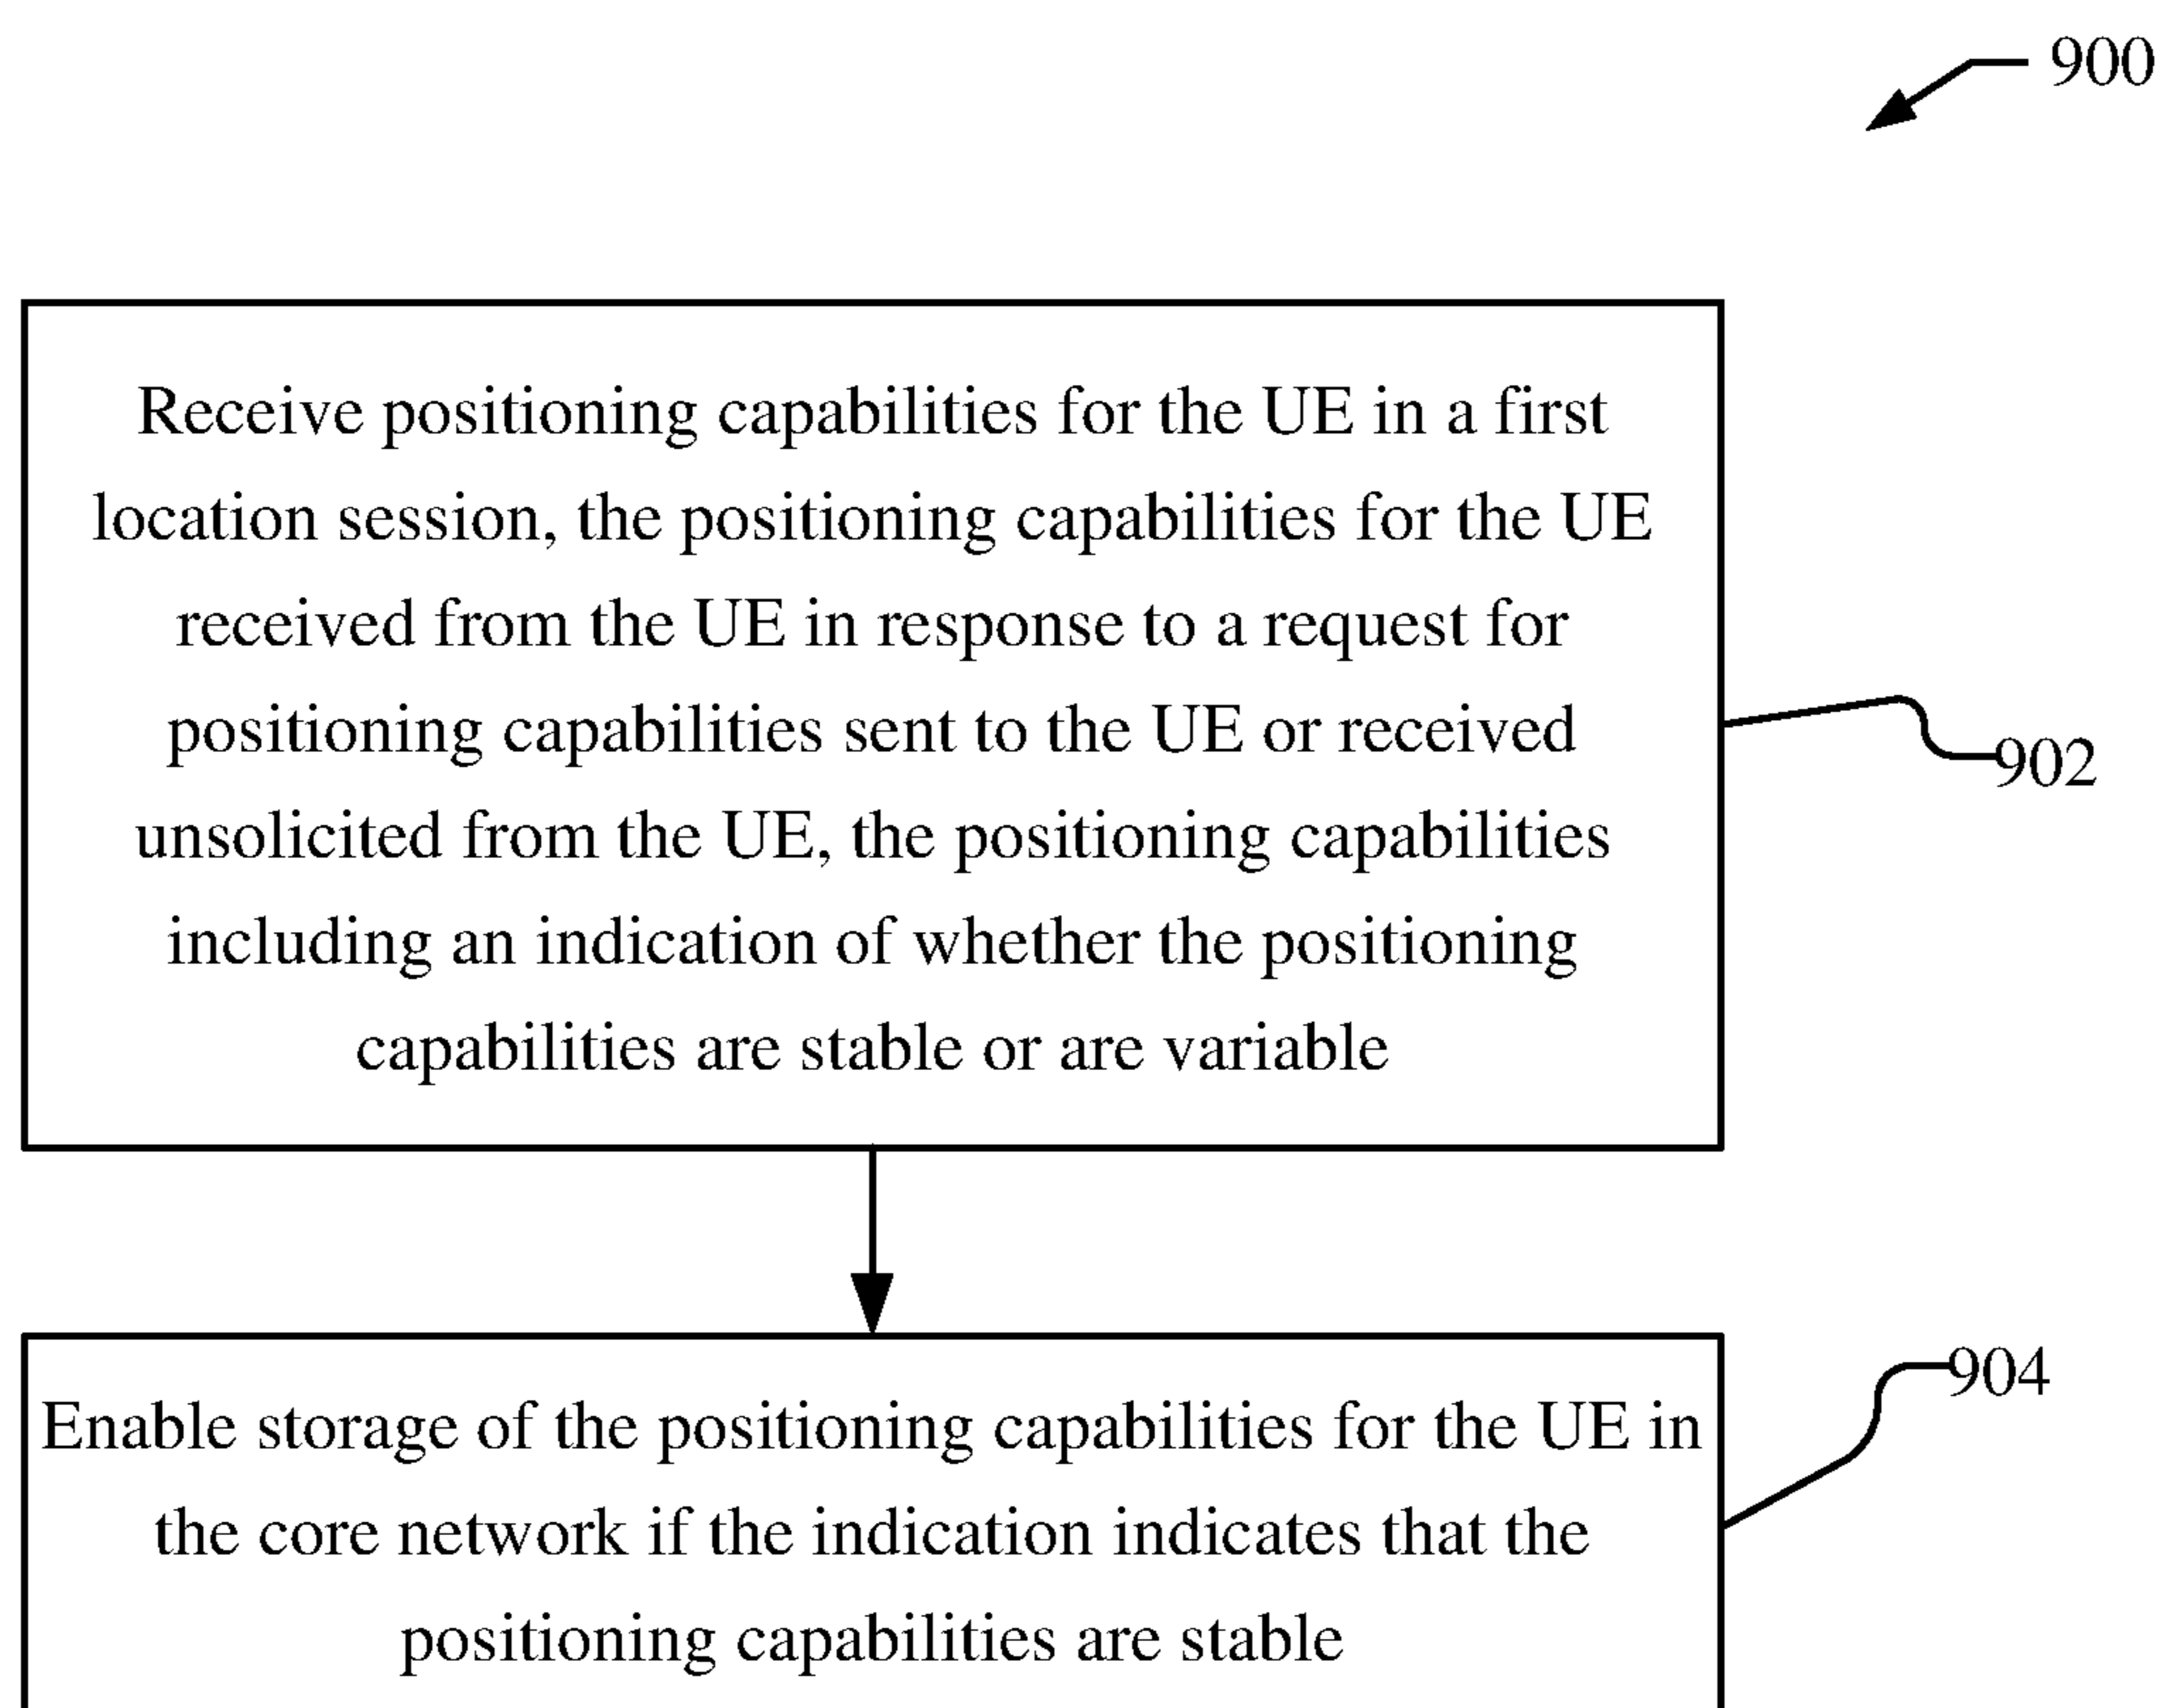 900
Receive positioning capabilities for the UE in a first
location session, the positioning capabilities for the UE
received from the UE in response to a request for
positioning capabilities sent to the UE or received
unsolicited from the UE, the positioning capabilities
including an indication of whether the positioning
capabilities are stable or are variable
902
Enable storage of the positioning capabilities for the UE in
the core network if the indication indicates that the
positioning capabilities are stable
904